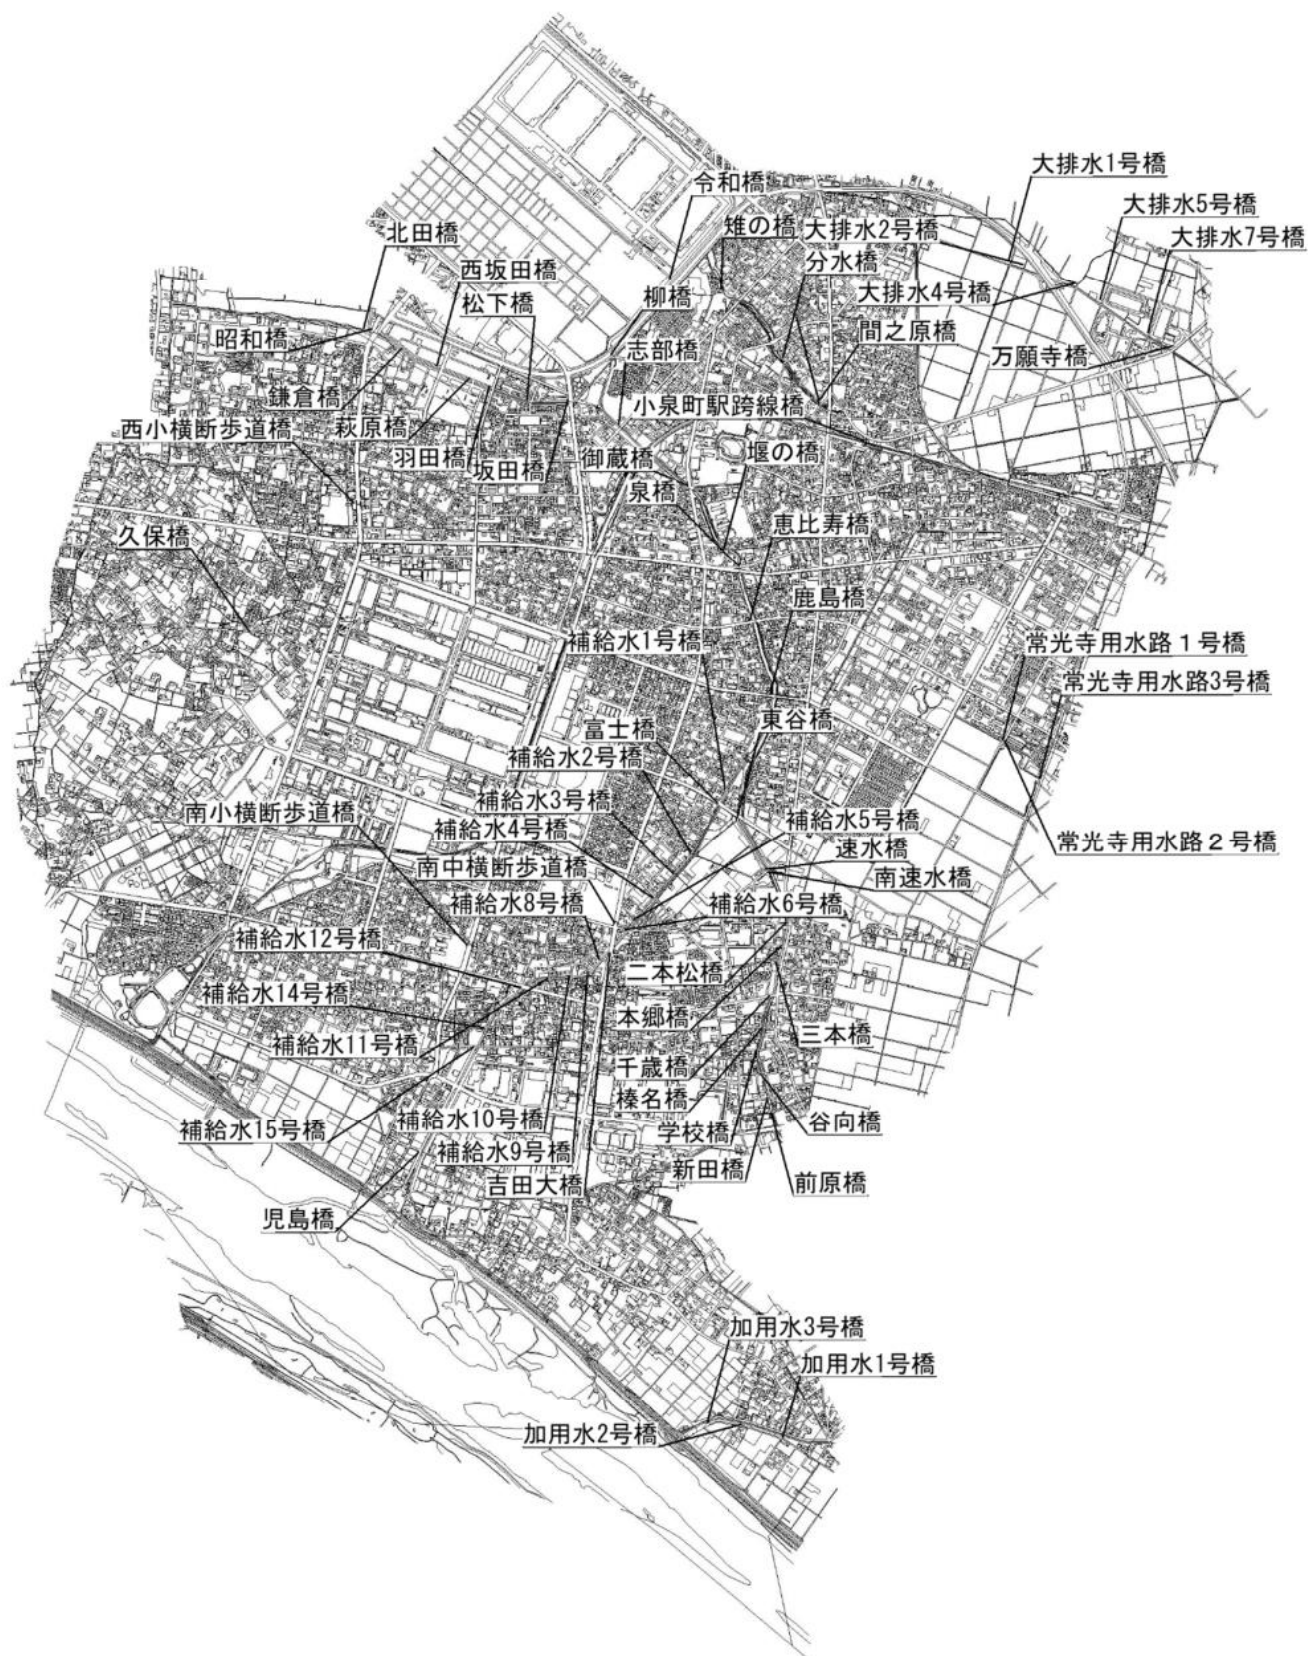 大排水1号橋
令和橋
大排水5号橋
雉の橋
大排水2号橋
北田橋
大排水7号橋
分水橋
西坂田橋
柳橋
大排水4号橋
松下橋
昭和橋
間之原橋
志部橋
万願寺橋
鎌倉橋
小泉町駅跨線橋
西小横断歩道橋
萩原橋
羽田橋
御蔵橋
堰の橋
坂田橋
泉橋
恵比寿橋
久保橋
鹿島橋
補給水1号橋
常光寺用水路1号橋
常光寺用水路3号橋
東谷橋
富士橋
補給水2号橋
補給水3号橋
南小横断歩道橋
補給水5号橋
補給水4号橋
速水橋
常光寺用水路2号橋
南中横断歩道橋
南速水橋
補給水8号橋
補給水6号橋
補給水12号橋
二本松橋
補給水14号橋
本郷橋
三本橋
補給水11号橋
千歳橋
榛名橋
補給水10号橋
谷向橋
補給水15号橋
学校橋
補給水9号橋
新田橋
吉田大橋
前原橋
児島橋
加用水3号橋
加用水1号橋
加用水2号橋